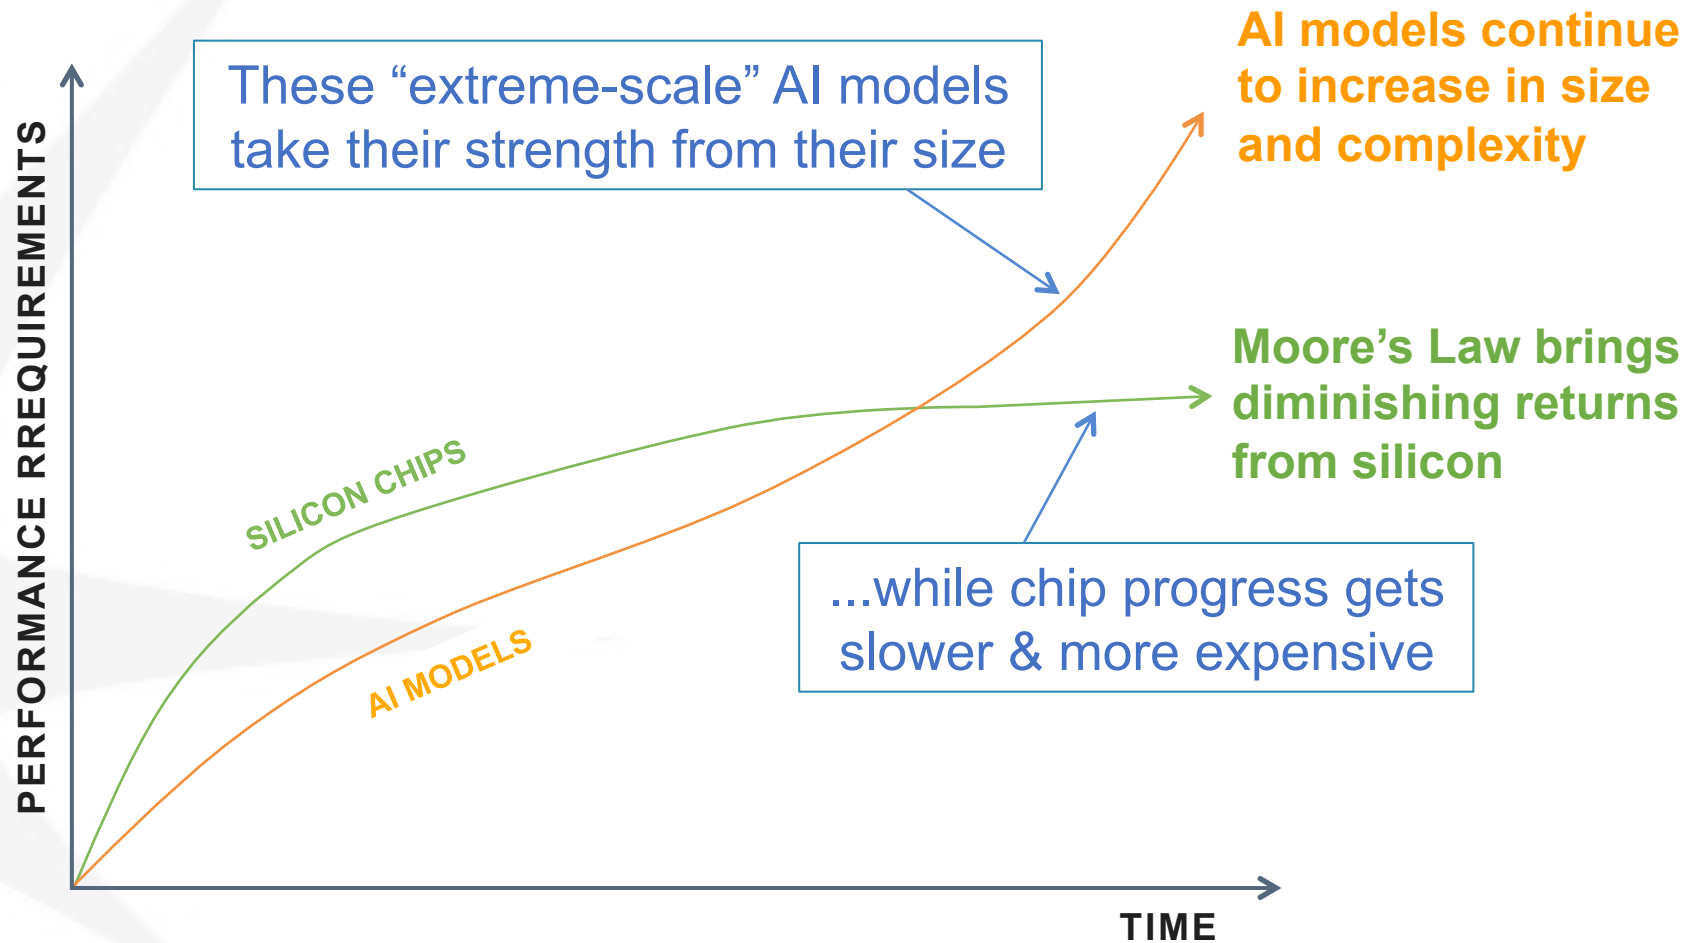 AI models continue
to increase in size
and complexity
These “extreme-scale” AI models
take their strength from their size
PERFORMANCE RREQUIREMENTS
Moore’s Law brings
diminishing returns
from silicon
SILICON CHIPS
...while chip progress gets
slower & more expensive
AI MODELS
TIME